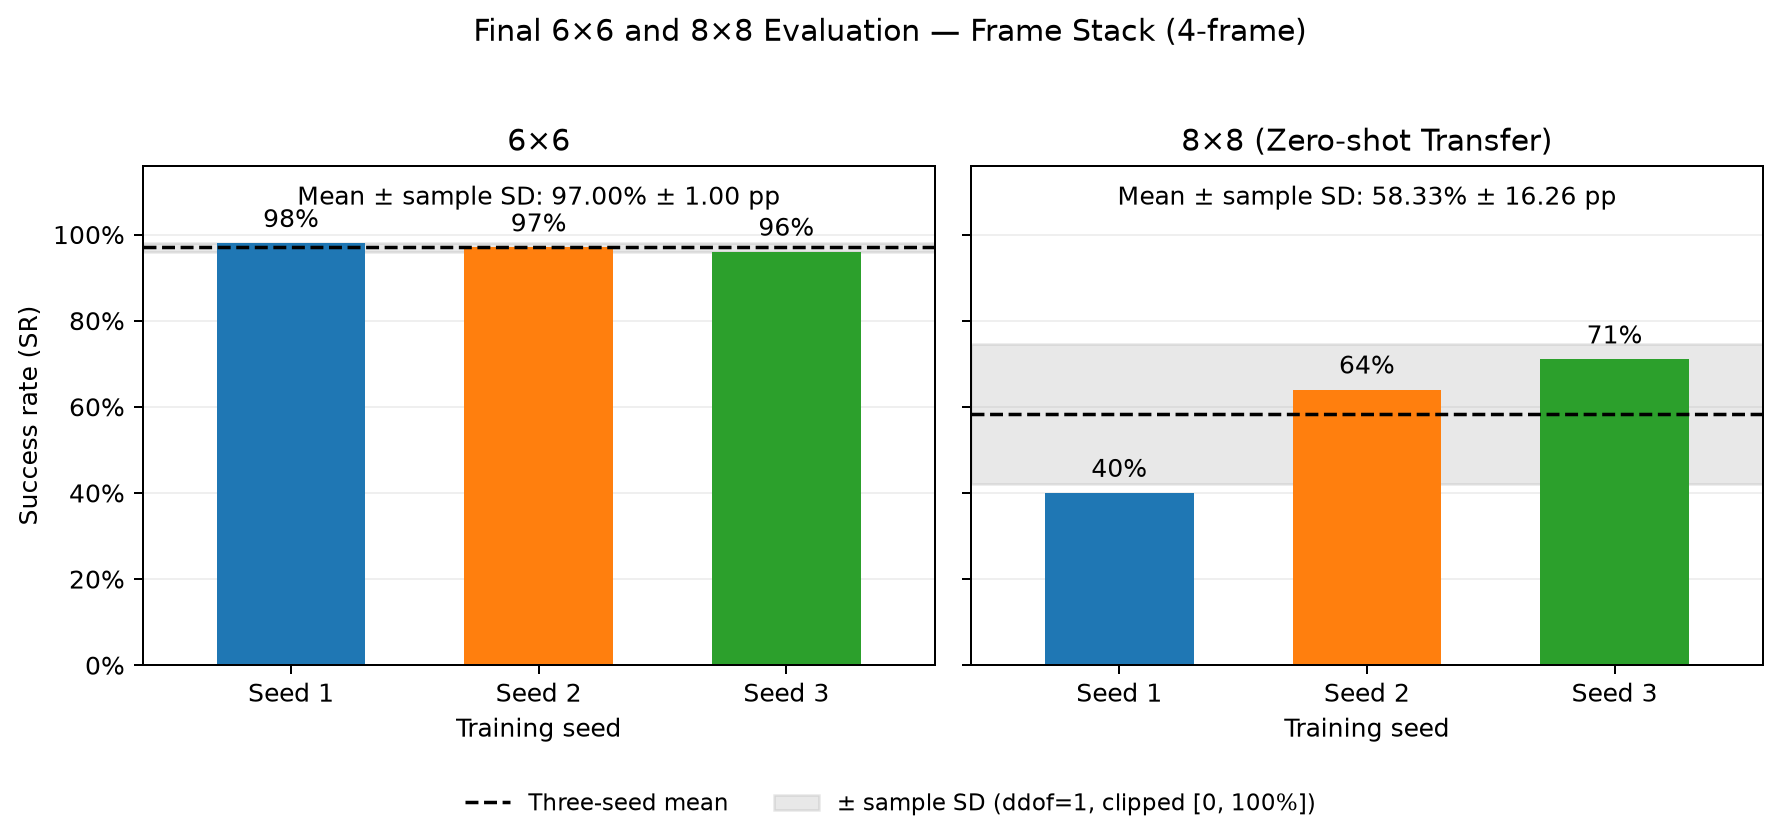 Final 6×6 and 8×8 Evaluation — Frame Stack (4-frame)
6×6
Mean ± sample SD: 97.00% ± 1.00 pp
98%
97%
96%
100%
80%
60%
40%
20%
0%
Success rate (SR)
Seed 1
Seed 2
Seed 3
Training seed
8×8 (Zero-shot Transfer)
Mean ± sample SD: 58.33% ± 16.26 pp
40%
64%
71%
Seed 1
Seed 2
Seed 3
Training seed
Three-seed mean
± sample SD (ddof=1, clipped [0, 100%])